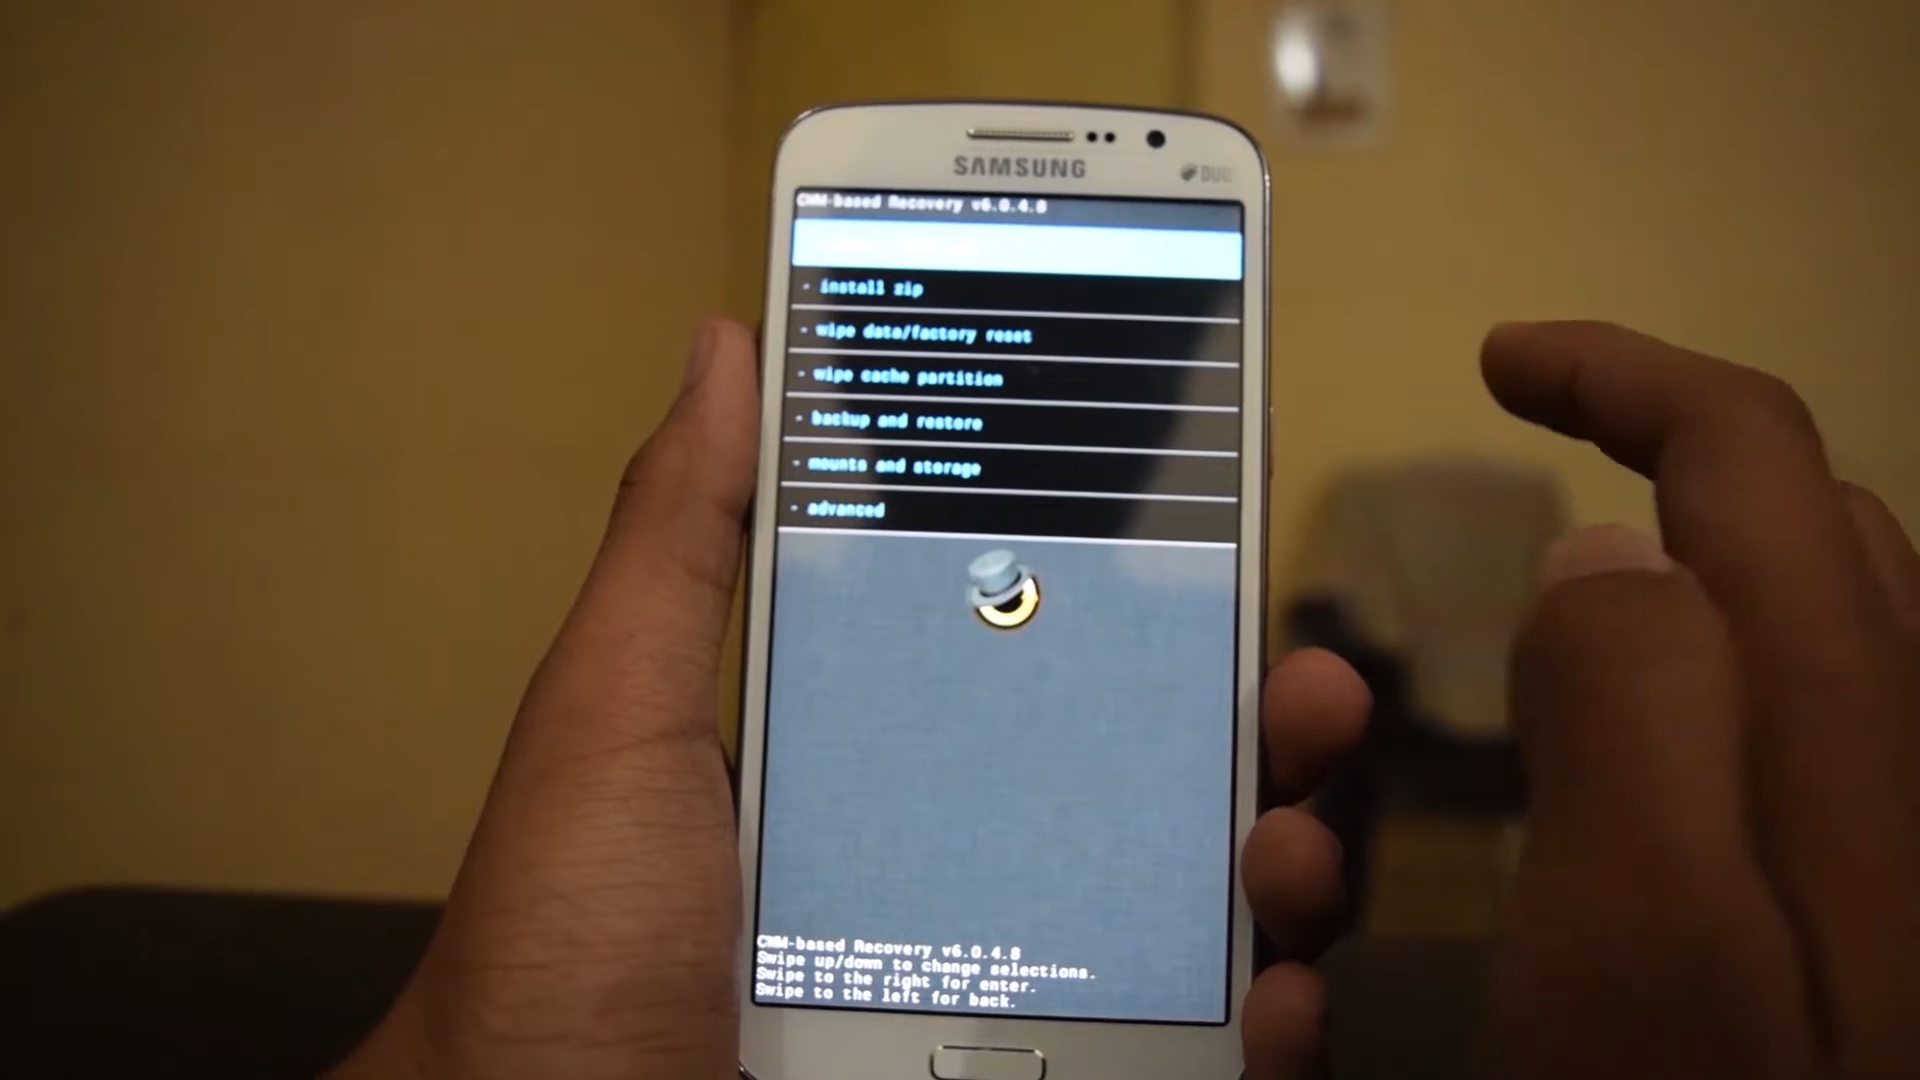 SAMSUNG
CWM-based Recovery v6.0.4.8
- install zip
- wipe data/factory reset
- wipe cache partition
- backup and restore
- mounts and storage
- advanced
CWM-based Recovery v6.0.4.8
Swipe up/down to change selections.
Swipe to the right for enter.
Swipe to the left for back.